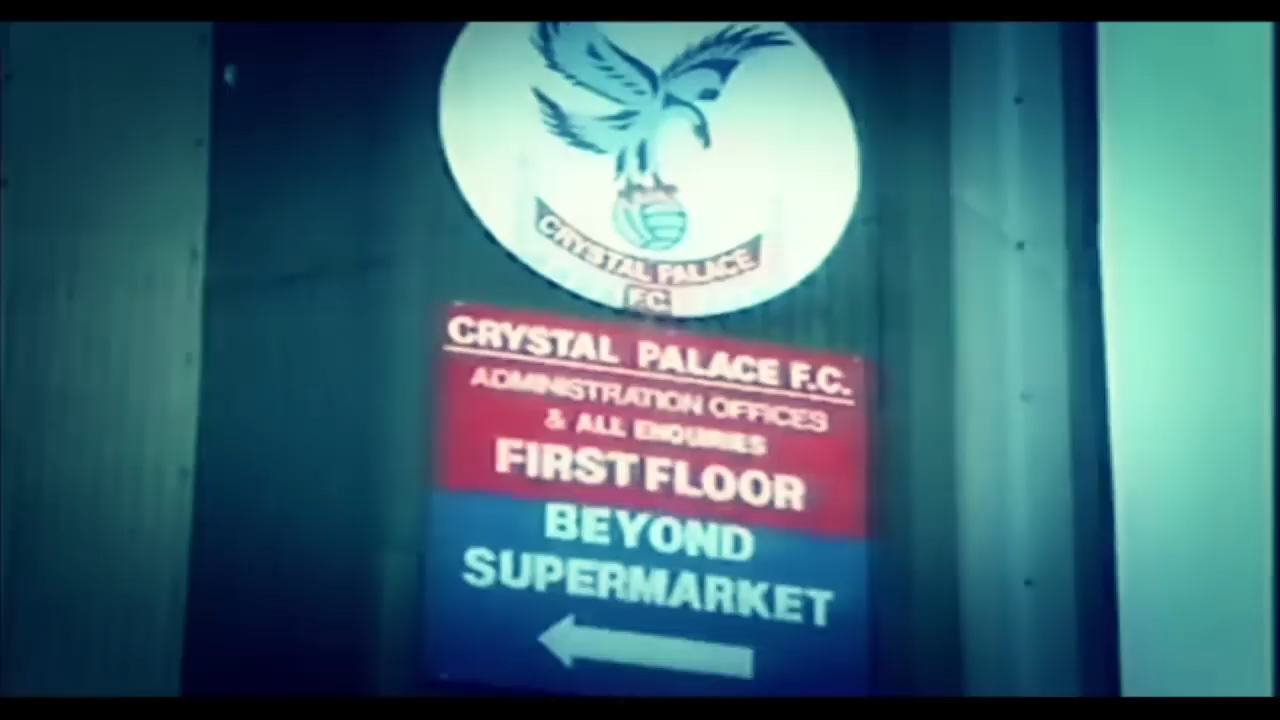 CRYSTAL PALACE
F.C.
CRYSTAL PALACE F.C.
ADMINISTRATION OFFICES
& ALL ENQUIRIES
FIRST FLOOR
BEYOND
SUPERMARKET